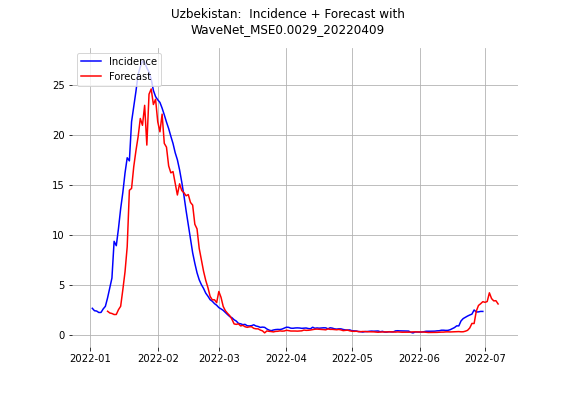 Uzbekistan:  Incidence + Forecast with
WaveNet_MSE0.0029_20220409
Incidence
Forecast
25
20
15
10
5
0
2022-01 2022-02 2022-03 2022-04 2022-05 2022-06 2022-07